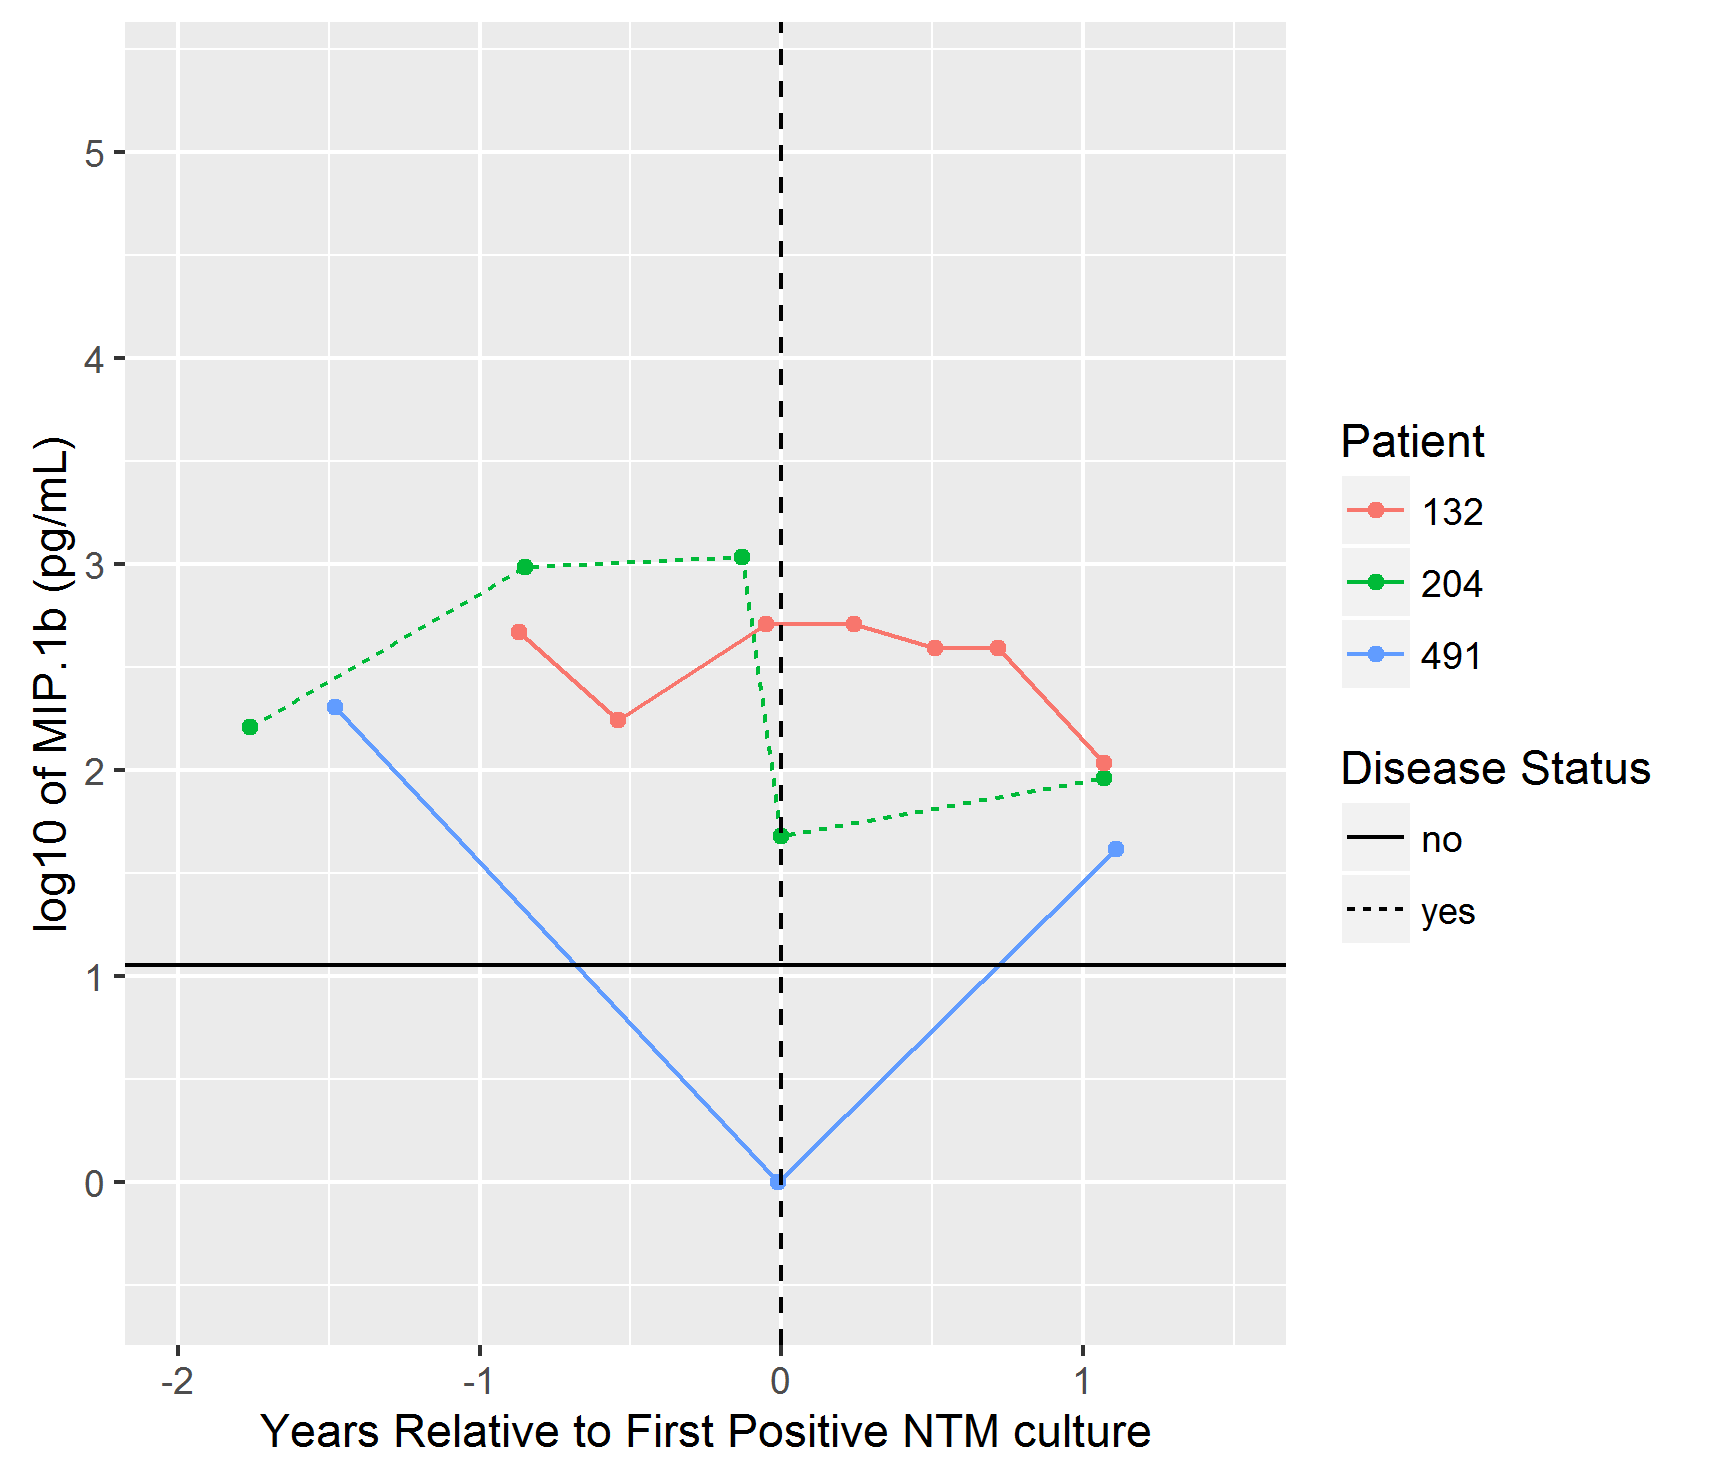 log10 of MIP.1b (pg/mL)
5
4
3
2
1
0
-2
-1
0
1
Years Relative to First Positive NTM culture
Patient
132
204
491
Disease Status
no
yes